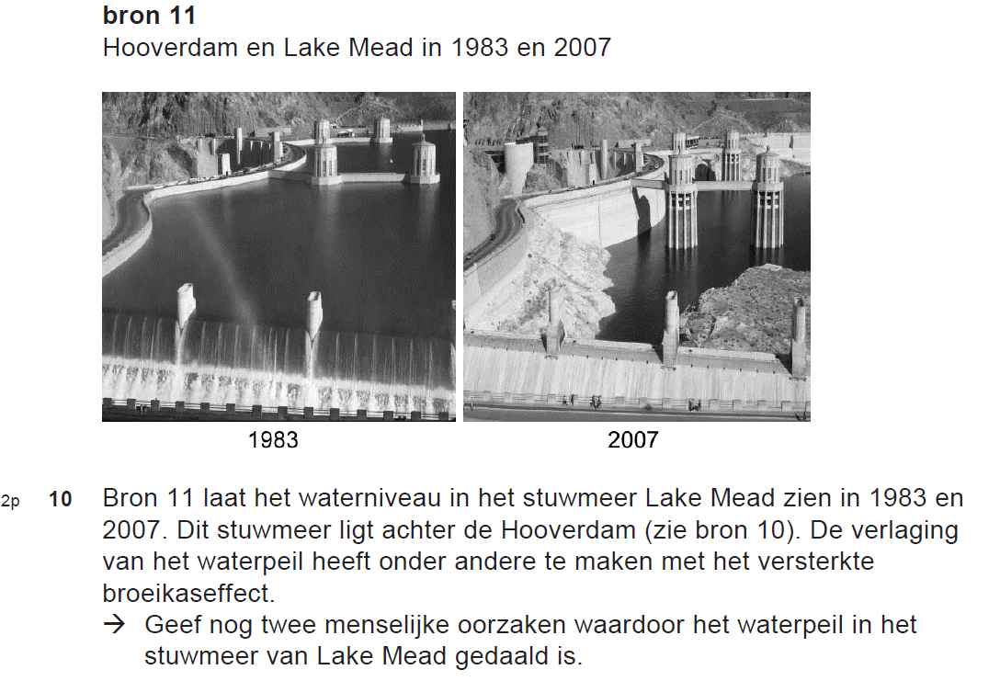 bron 11
Hooverdam en Lake Mead in 1983 en 2007
1983
2007
2p 10 Bron 11 laat het waterniveau in het stuwmeer Lake Mead zien in 1983 en
2007. Dit stuwmeer ligt achter de Hooverdam (zie bron 10). De verlaging
van het waterpeil heeft onder andere te maken met het versterkte
broeikaseffect.
→ Geef nog twee menselijke oorzaken waardoor het waterpeil in het
stuwmeer van Lake Mead gedaald is.